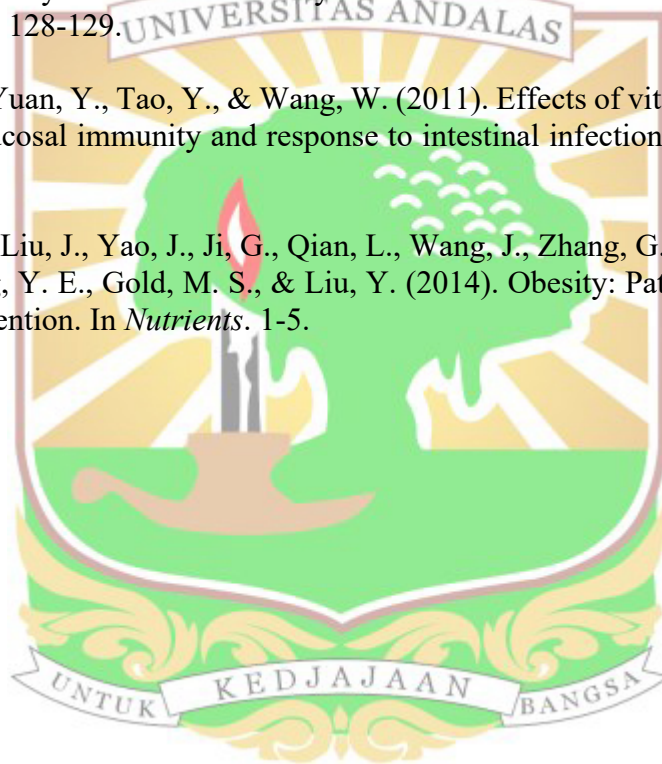 128-129.
UNIVERSITAS ANDALAS
Yuan, Y., Tao, Y., & Wang, W. (2011). Effects of vit
cosal immunity and response to intestinal infection
Liu, J., Yao, J., Ji, G., Qian, L., Wang, J., Zhang, G.
, Y. E., Gold, M. S., & Liu, Y. (2014). Obesity: Pat
ention. In Nutrients. 1-5.
UNTUK KEDJAJAAN BANGSA